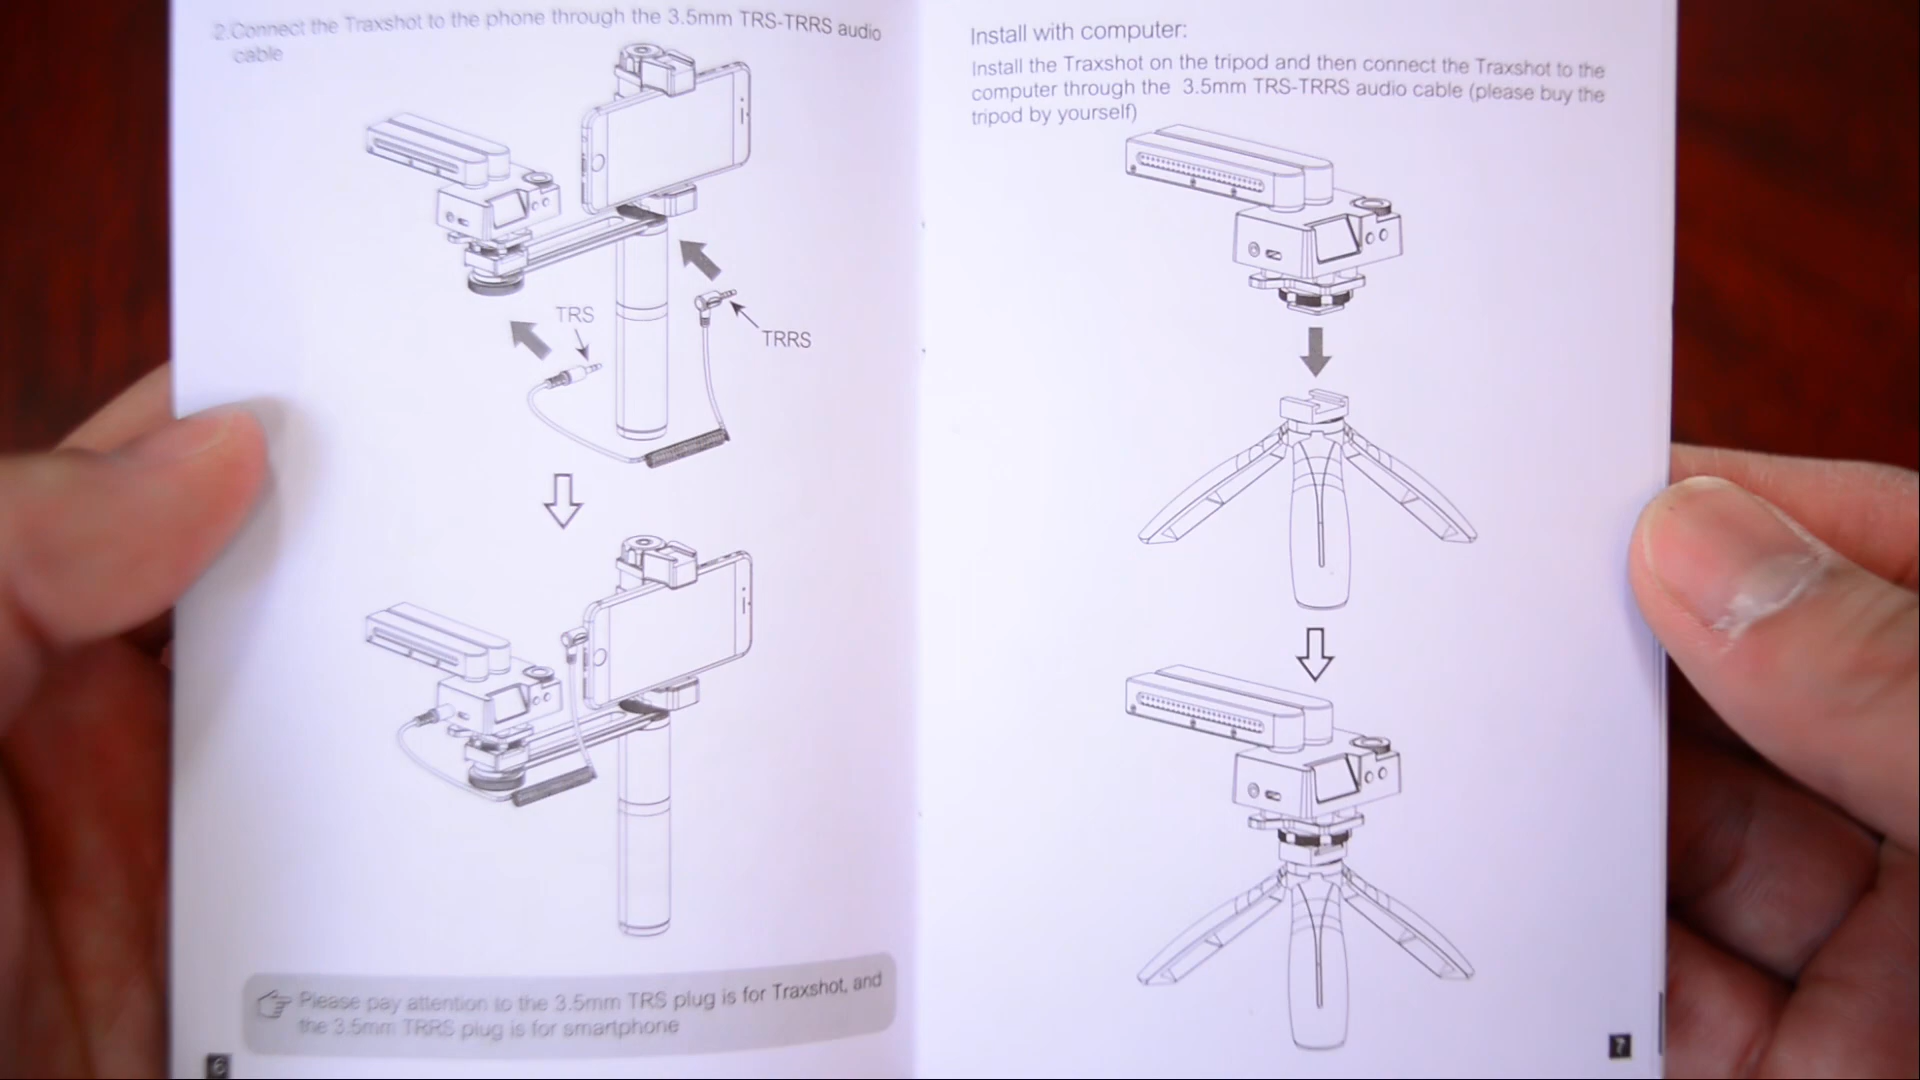 2.Connect the Traxshot to the phone through the 3.5mm TRS-TRRS audio
cable
TRS
TRRS
Please pay attention to the 3.5mm TRS plug is for Traxshot, and
the 3.5mm TRRS plug is for smartphone
6
Install with computer:
Install the Traxshot on the tripod and then connect the Traxshot to the
computer through the 3.5mm TRS-TRRS audio cable (please buy the
tripod by yourself)
7